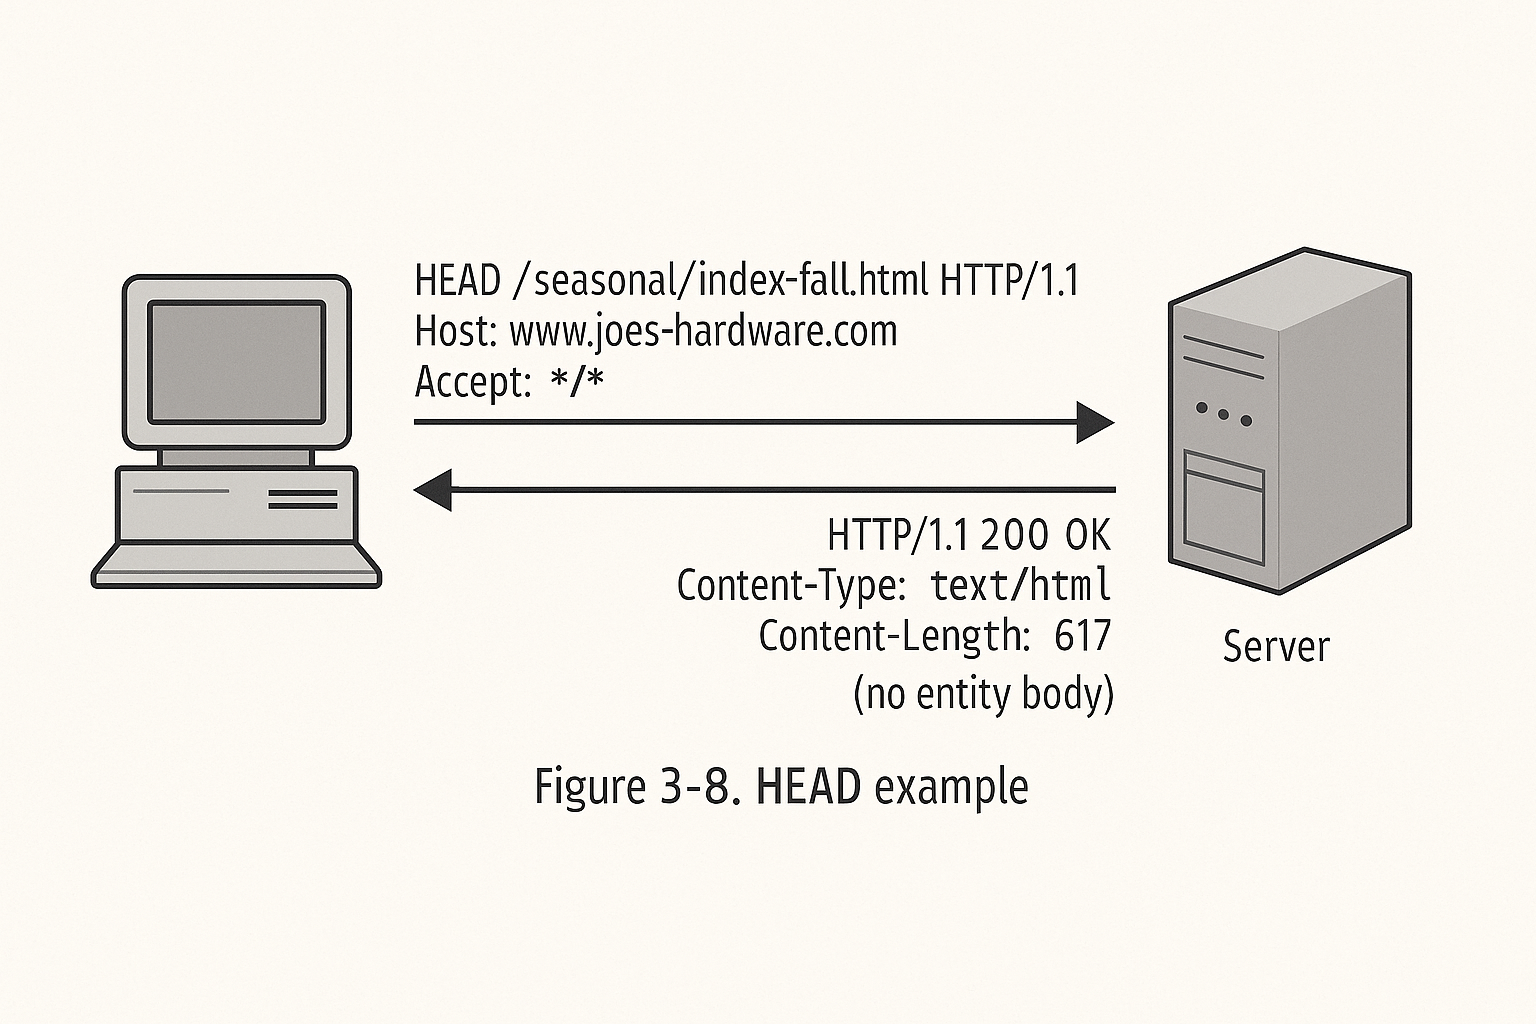 HEAD /seasonal/index-fall.html HTTP/1.1
Host: www.joes-hardware.com
Accept: */*
HTTP/1.1 200 OK
Content-Type: text/html
Content-Length: 617
(no entity body)
Server
Figure 3-8. HEAD example